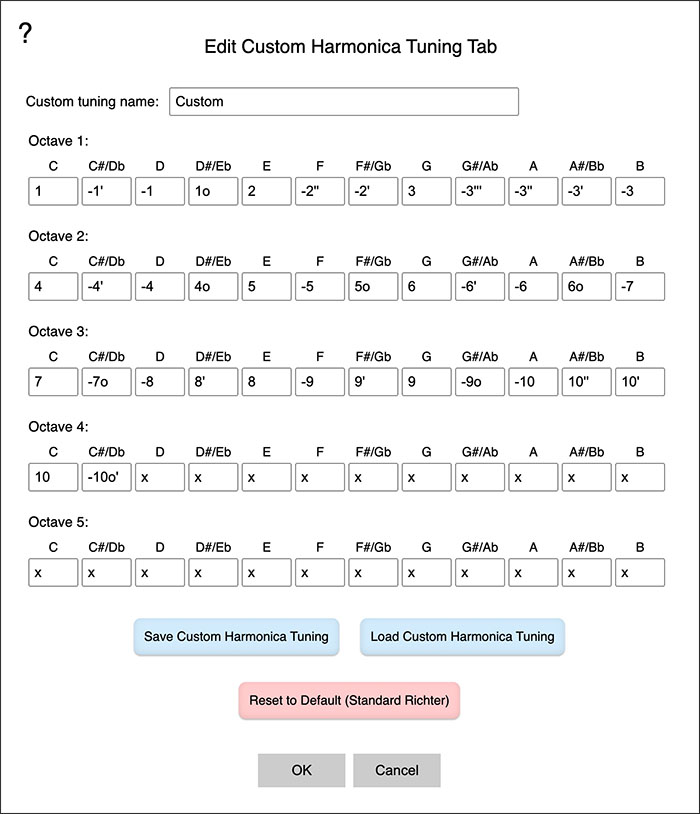 ?
Edit Custom Harmonica Tuning Tab
Custom tuning name: Custom
Octave 1:
C C#/Db D D#/Eb E F F#/Gb G G#/Ab A A#/Bb B
1 -1' -1 1o 2 -2'' -2' 3 -3''' -3'' -3' -3
Octave 2:
C C#/Db D D#/Eb E F F#/Gb G G#/Ab A A#/Bb B
4 -4' -4 4o 5 -5 5o 6 -6' -6 6o -7
Octave 3:
C C#/Db D D#/Eb E F F#/Gb G G#/Ab A A#/Bb B
7 -7o -8 8' 8 -9 9' 9 -9o -10 10'' 10'
Octave 4:
C C#/Db D D#/Eb E F F#/Gb G G#/Ab A A#/Bb B
10 -10o' x x x x x x x x x x
Octave 5:
C C#/Db D D#/Eb E F F#/Gb G G#/Ab A A#/Bb B
x x x x x x x x x x x x
Save Custom Harmonica Tuning Load Custom Harmonica Tuning
Reset to Default (Standard Richter)
OK Cancel